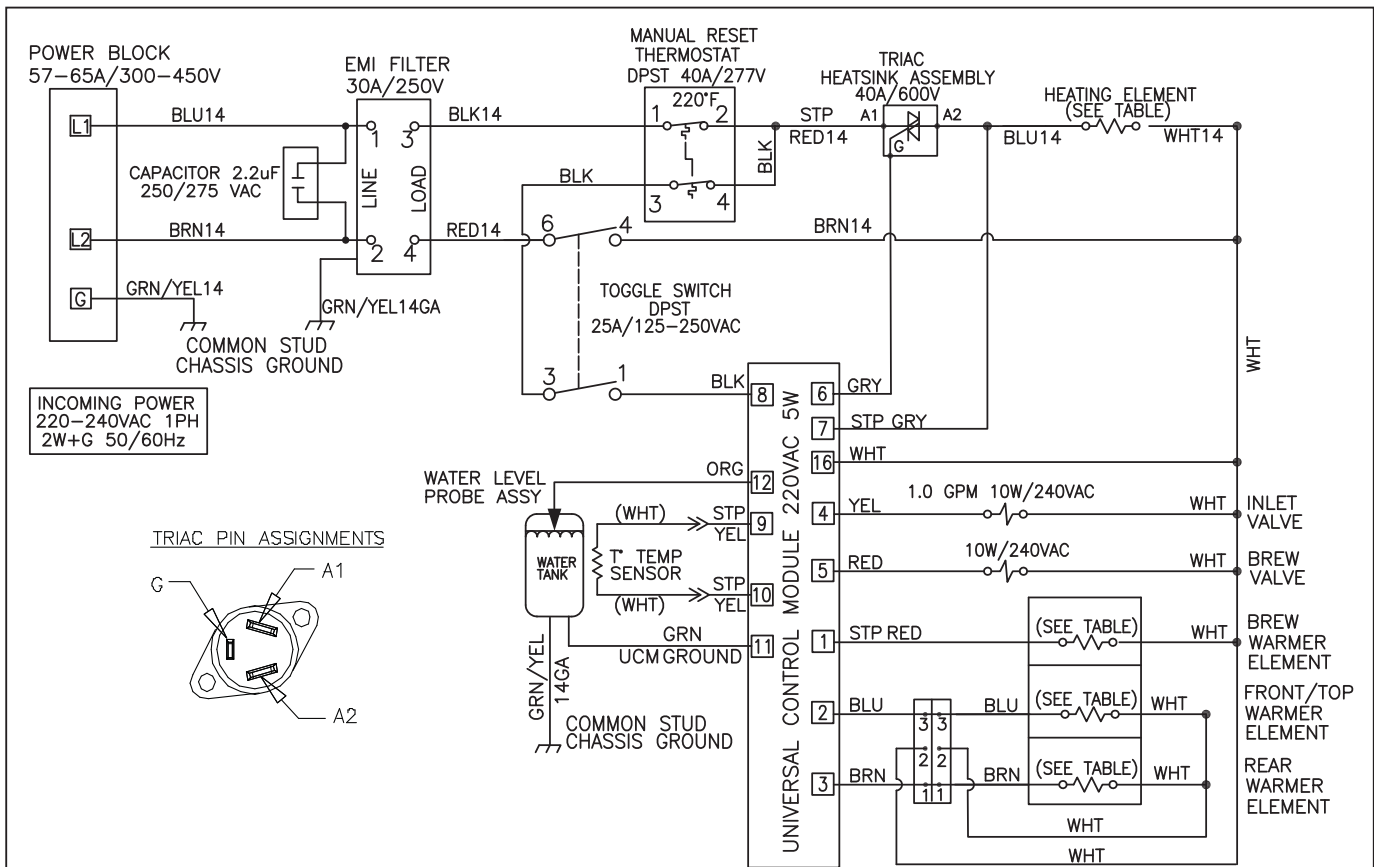 POWER BLOCK
57-65A/300-450V
L1
BLU14
L2
BRN14
G
GRN/YEL14
COMMON STUD
CHASSIS GROUND
INCOMING POWER
220-240VAC 1PH
2W+G 50/60Hz
CAPACITOR 2.2uF
250/275 VAC
EMI FILTER
30A/250V
1
3
LINE
LOAD
2
4
GRN/YEL14GA
BLK14
RED14
MANUAL RESET
THERMOSTAT
DPST 40A/277V
220°F
1
2
3
4
BLK
BLK
STP
RED14
TRIAC
HEATSINK ASSEMBLY
40A/600V
A1
A2
G
BLU14
HEATING ELEMENT
(SEE TABLE)
WHT14
6
4
BRN14
TOGGLE SWITCH
DPST
25A/125-250VAC
3
1
BLK
WHT
UNIVERSAL CONTROL MODULE 220VAC 5W
8
12
9
10
11
6
7
16
4
5
1
2
3
GRY
STP GRY
WHT
YEL
1.0 GPM 10W/240VAC
WHT
INLET
VALVE
RED
10W/240VAC
WHT
BREW
VALVE
STP RED
(SEE TABLE)
WHT
BREW
WARMER
ELEMENT
BLU
3
3
BLU
(SEE TABLE)
WHT
FRONT/TOP
WARMER
ELEMENT
2
2
BRN
1
1
BRN
(SEE TABLE)
WHT
REAR
WARMER
ELEMENT
WHT
WHT
WATER LEVEL
PROBE ASSY
ORG
WATER
TANK
(WHT)
STP
YEL
T° TEMP
SENSOR
(WHT)
STP
YEL
GRN
UCM GROUND
GRN/YEL
14GA
COMMON STUD
CHASSIS GROUND
TRIAC PIN ASSIGNMENTS
G
A1
A2